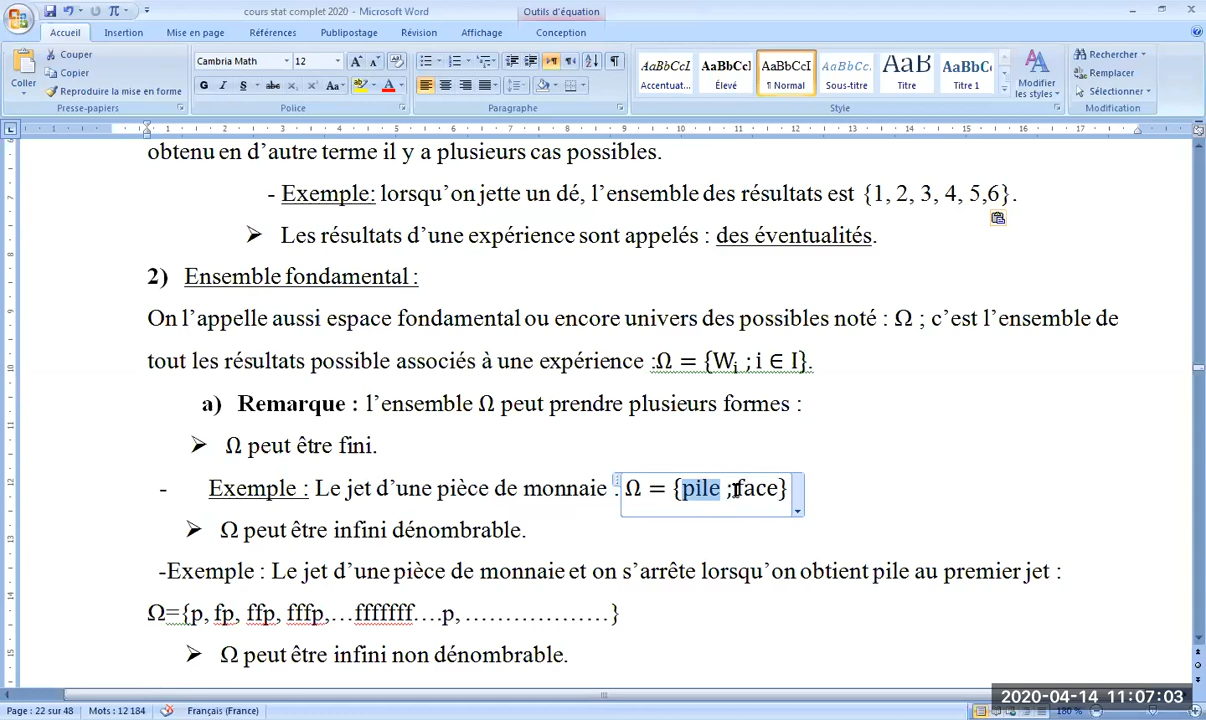 cours stat complet 2020 - Microsoft Word
Outils d'équation
Accueil Insertion Mise en page Références Publipostage Révision Affichage Conception
Couper
Copier
Reproduire la mise en forme
Coller
Presse-papiers
Cambria Math 12
Police
Paragraphe
AaBbCcI AaBbCcI AaBbCcI AaBbCc. AaB AaBbCc
Accentuat... Élevé ¶ Normal Sous-titre Titre Titre 1
Modifier les styles
Style
Rechercher
Remplacer
Sélectionner
Modification
obtenu en d’autre terme il y a plusieurs cas possibles.
- Exemple: lorsqu’on jette un dé, l’ensemble des résultats est {1, 2, 3, 4, 5,6}.
➢ Les résultats d’une expérience sont appelés : des éventualités.
2) Ensemble fondamental :
On l’appelle aussi espace fondamental ou encore univers des possibles noté : Ω ; c’est l’ensemble de
tout les résultats possible associés à une expérience :Ω = {Wᵢ ; i ∈ I}.
a) Remarque : l’ensemble Ω peut prendre plusieurs formes :
➢ Ω peut être fini.
- Exemple : Le jet d’une pièce de monnaie : Ω = {pile ;face}
➢ Ω peut être infini dénombrable.
-Exemple : Le jet d’une pièce de monnaie et on s’arrête lorsqu’on obtient pile au premier jet :
Ω={p, fp, ffp, fffp,…fffffff….p, ………………}
➢ Ω peut être infini non dénombrable.
2020-04-14 11:07:03
Page : 22 sur 48 Mots : 12 184 Français (France) 180 %